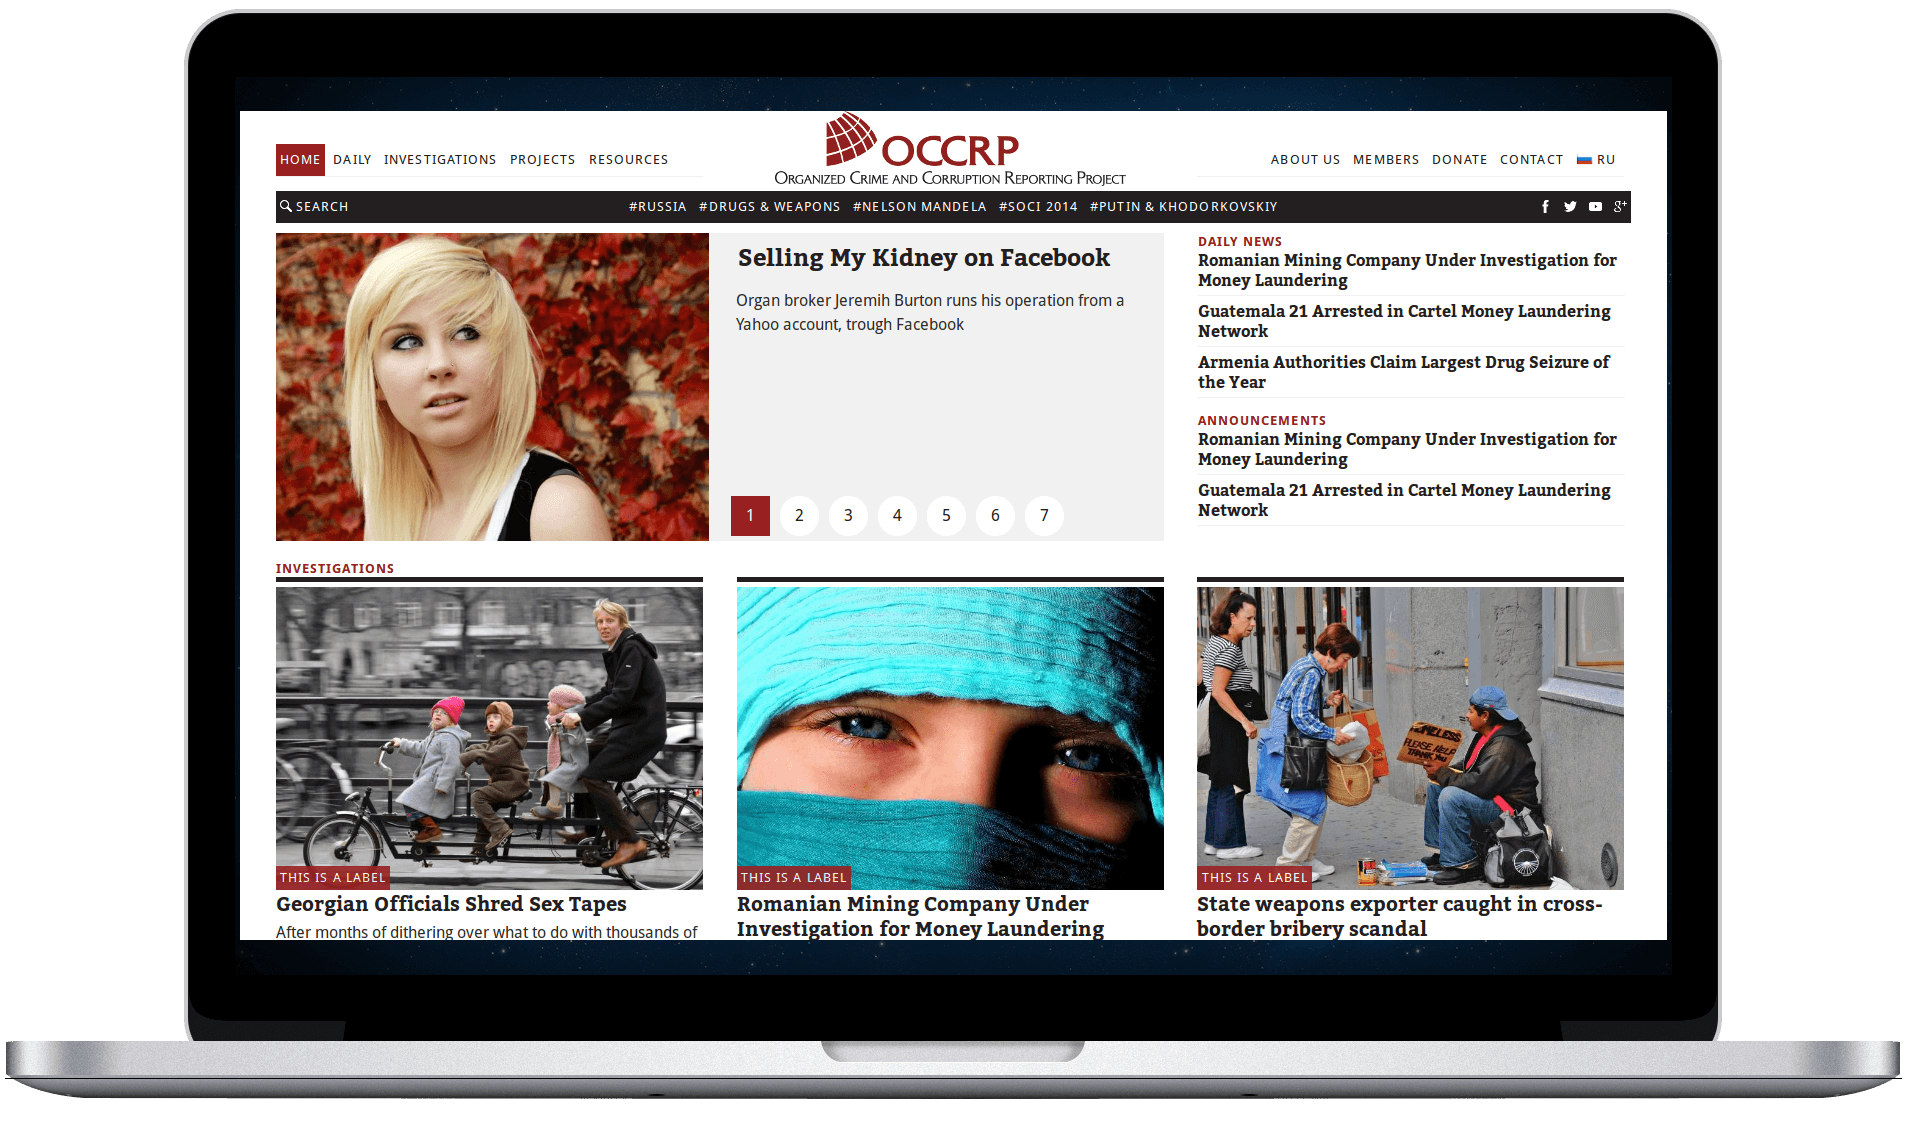 HOME DAILY INVESTIGATIONS PROJECTS RESOURCES
OCCRP
ORGANIZED CRIME AND CORRUPTION REPORTING PROJECT
ABOUT US MEMBERS DONATE CONTACT RU
SEARCH #RUSSIA #DRUGS & WEAPONS #NELSON MANDELA #SOCI 2014 #PUTIN & KHODORKOVSKIY
Selling My Kidney on Facebook
Organ broker Jeremih Burton runs his operation from a
Yahoo account, trough Facebook
1 2 3 4 5 6 7
DAILY NEWS
Romanian Mining Company Under Investigation for
Money Laundering
Guatemala 21 Arrested in Cartel Money Laundering
Network
Armenia Authorities Claim Largest Drug Seizure of
the Year
ANNOUNCEMENTS
Romanian Mining Company Under Investigation for
Money Laundering
Guatemala 21 Arrested in Cartel Money Laundering
Network
INVESTIGATIONS
THIS IS A LABEL
Georgian Officials Shred Sex Tapes
After months of dithering over what to do with thousands of
THIS IS A LABEL
Romanian Mining Company Under
Investigation for Money Laundering
HOMELESS
PLEASE HELP
THANK YOU
THIS IS A LABEL
State weapons exporter caught in cross-
border bribery scandal